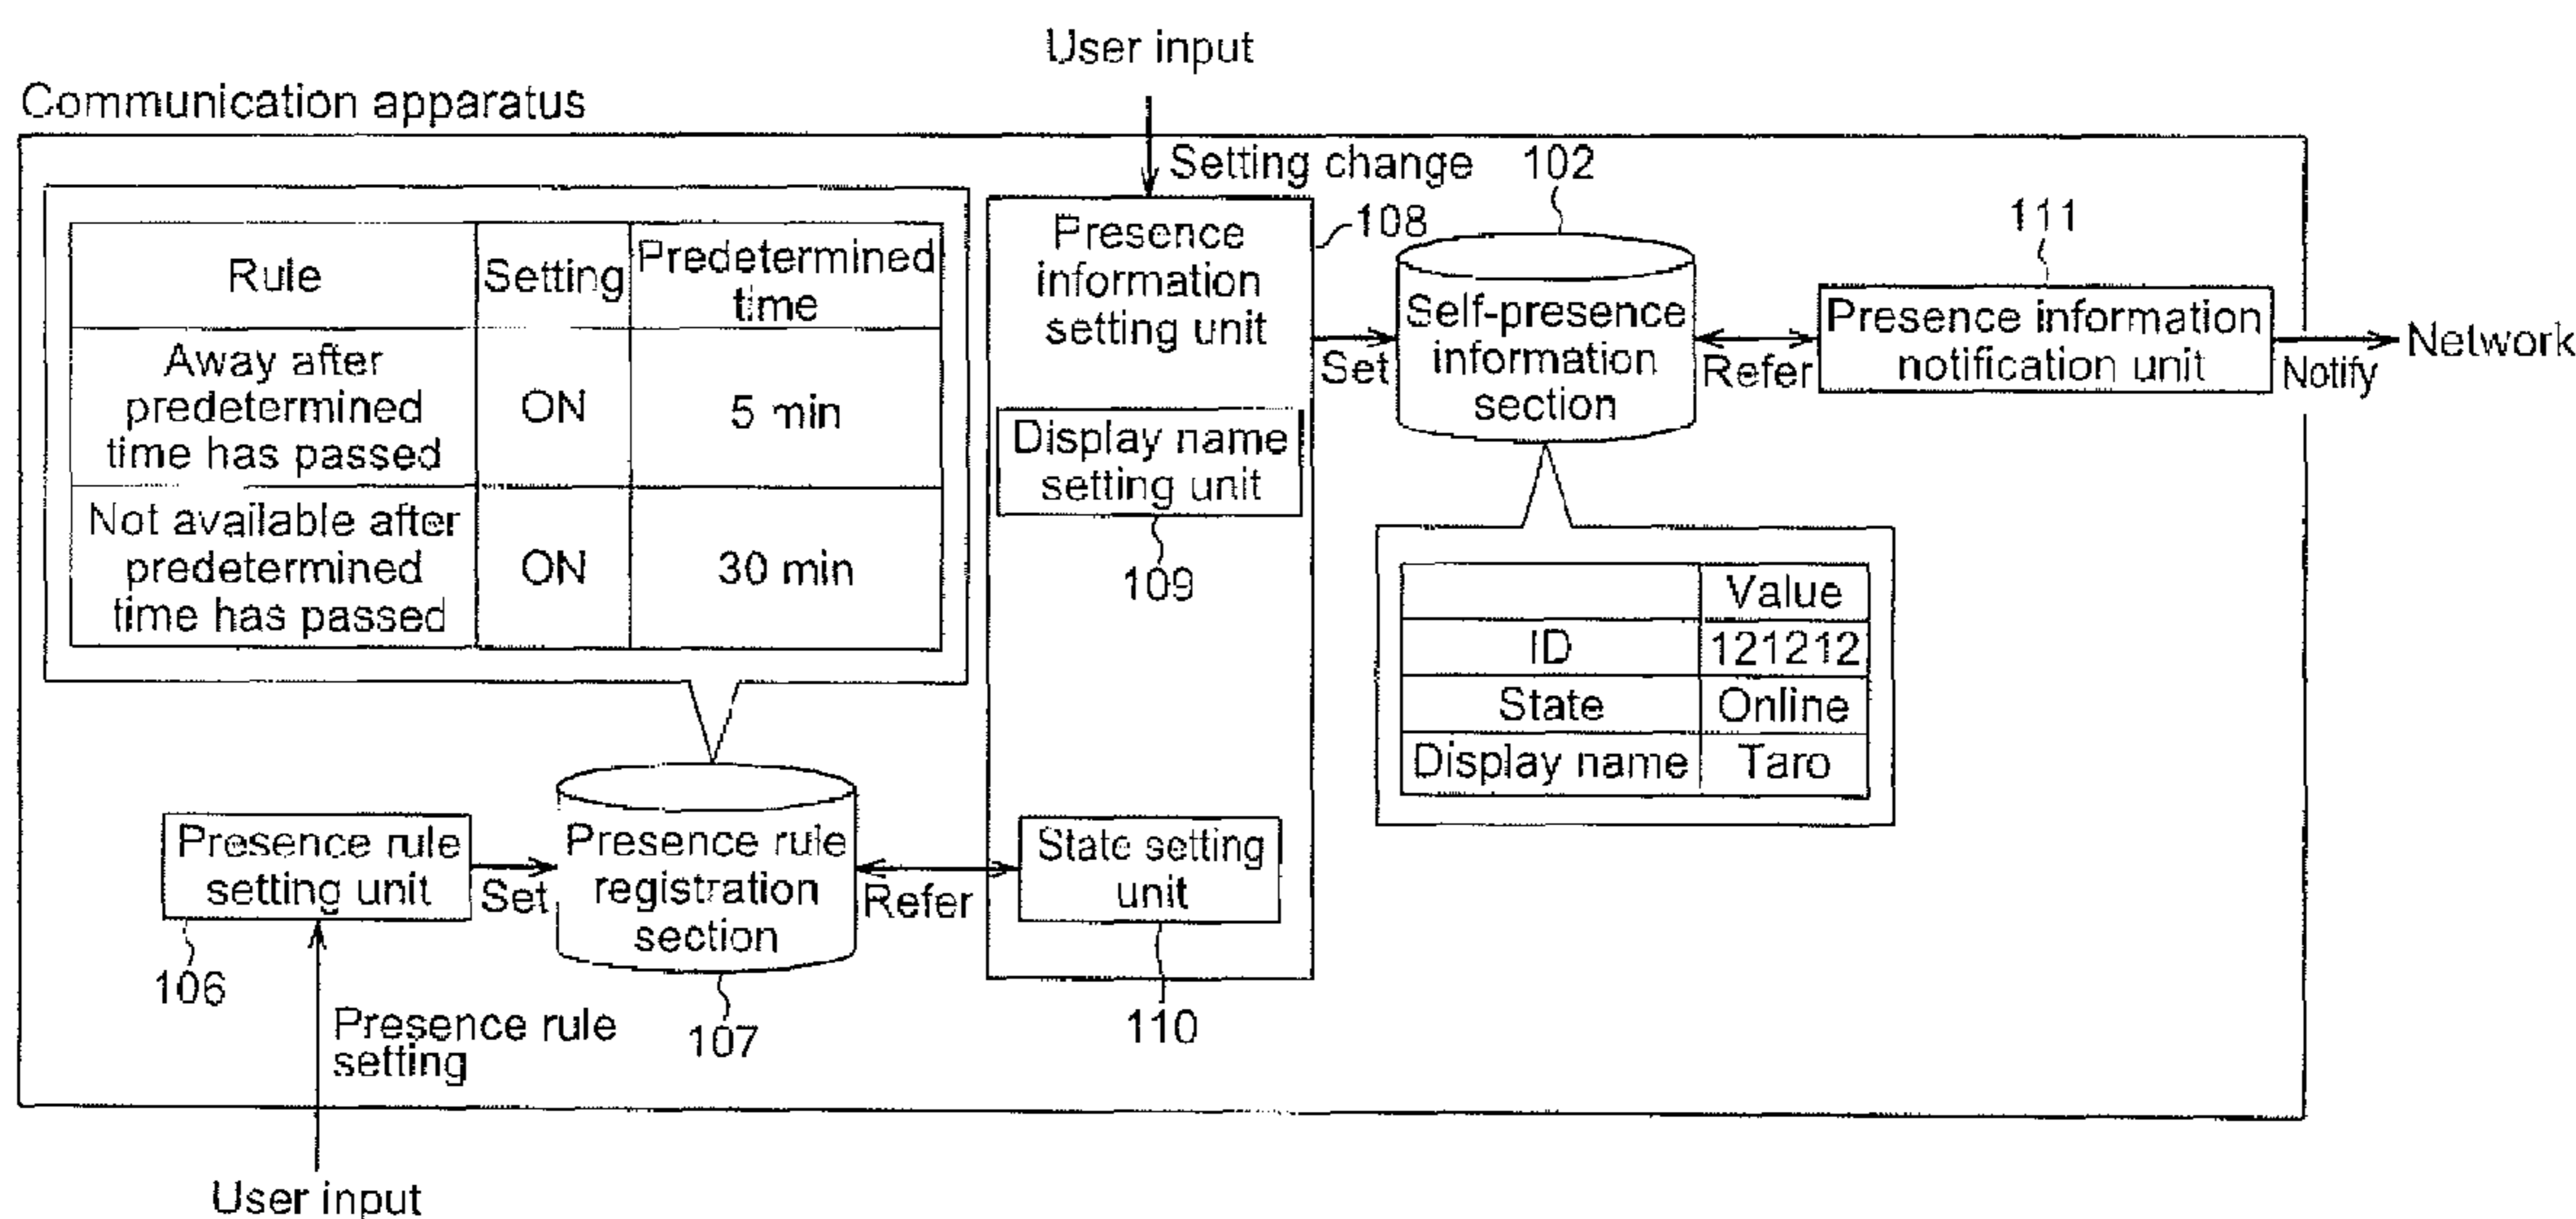 User input
Communication apparatus
Setting change
102
108
111
Rule
Setting
Predetermined
time
Away after
predetermined
time has passed
ON
5 min
Not available after
predetermined
time has passed
ON
30 min
Presence
information
setting unit
Display name
setting unit
109
Set
Self-presence
information
section
Refer
Presence information
notification unit
Notify
Network
Value
ID
121212
State
Online
Display name
Taro
Presence rule
setting unit
106
Set
Presence rule
registration
section
107
Refer
State setting
unit
110
Presence rule
setting
User input